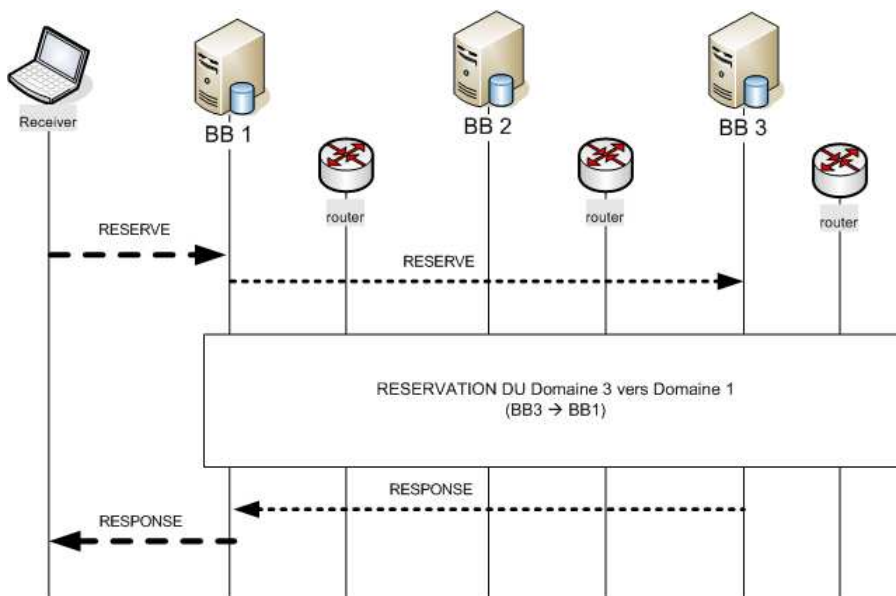 Receiver
BB 1
BB 2
BB 3
router
router
router
RESERVE
RESERVE
RESERVATION DU Domaine 3 vers Domaine 1
(BB3 → BB1)
RESPONSE
RESPONSE